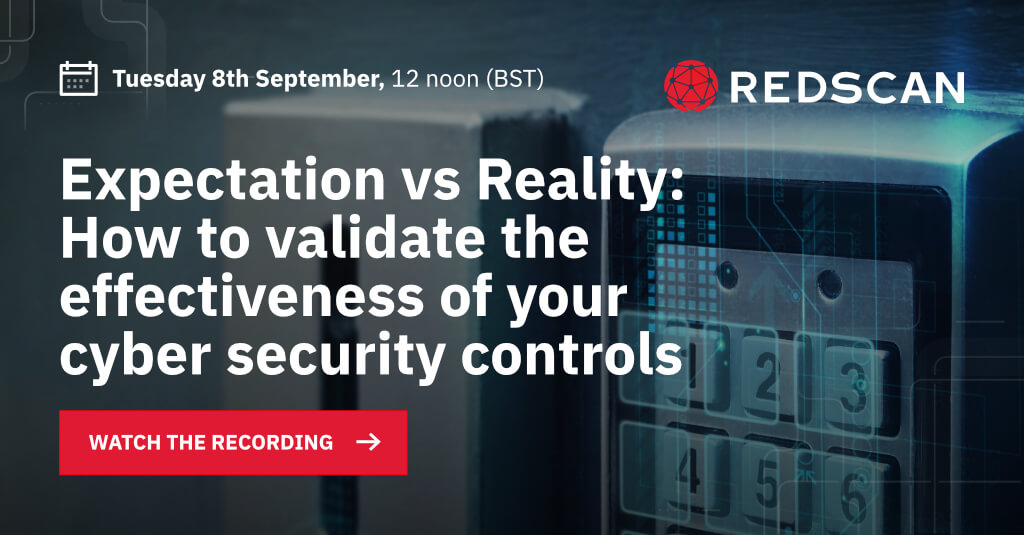 Tuesday 8th September, 12 noon (BST)
REDSCAN
Expectation vs Reality:
How to validate the
effectiveness of your
cyber security controls
WATCH THE RECORDING
1 2 3
4 5 6